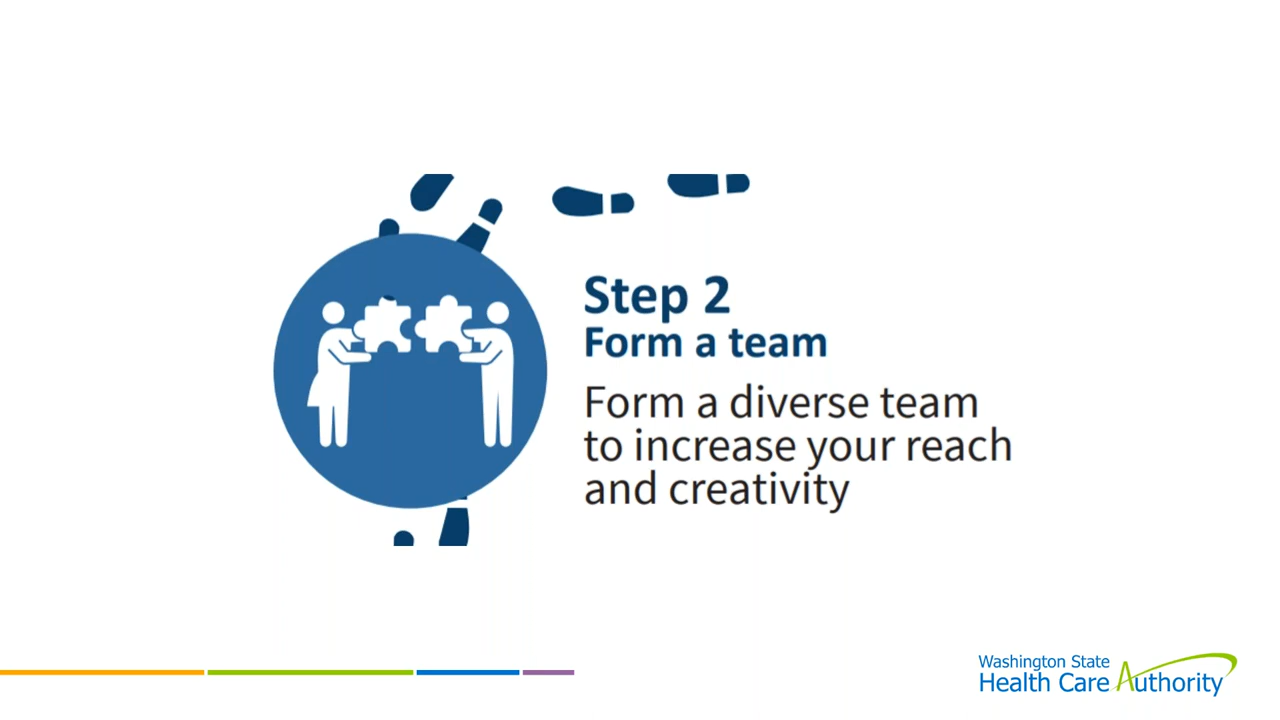 Step 2
Form a team
Form a diverse team
to increase your reach
and creativity
Washington State
Health Care Authority